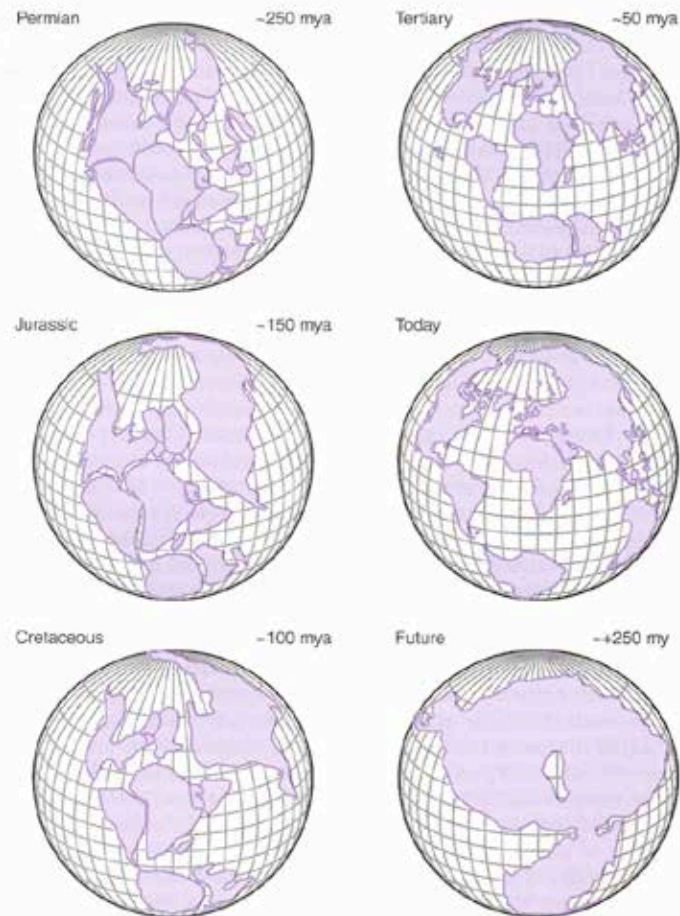 Permian ~250 mya
Tertiary ~50 mya
Jurassic ~150 mya
Today
Cretaceous ~100 mya
Future ~+250 my